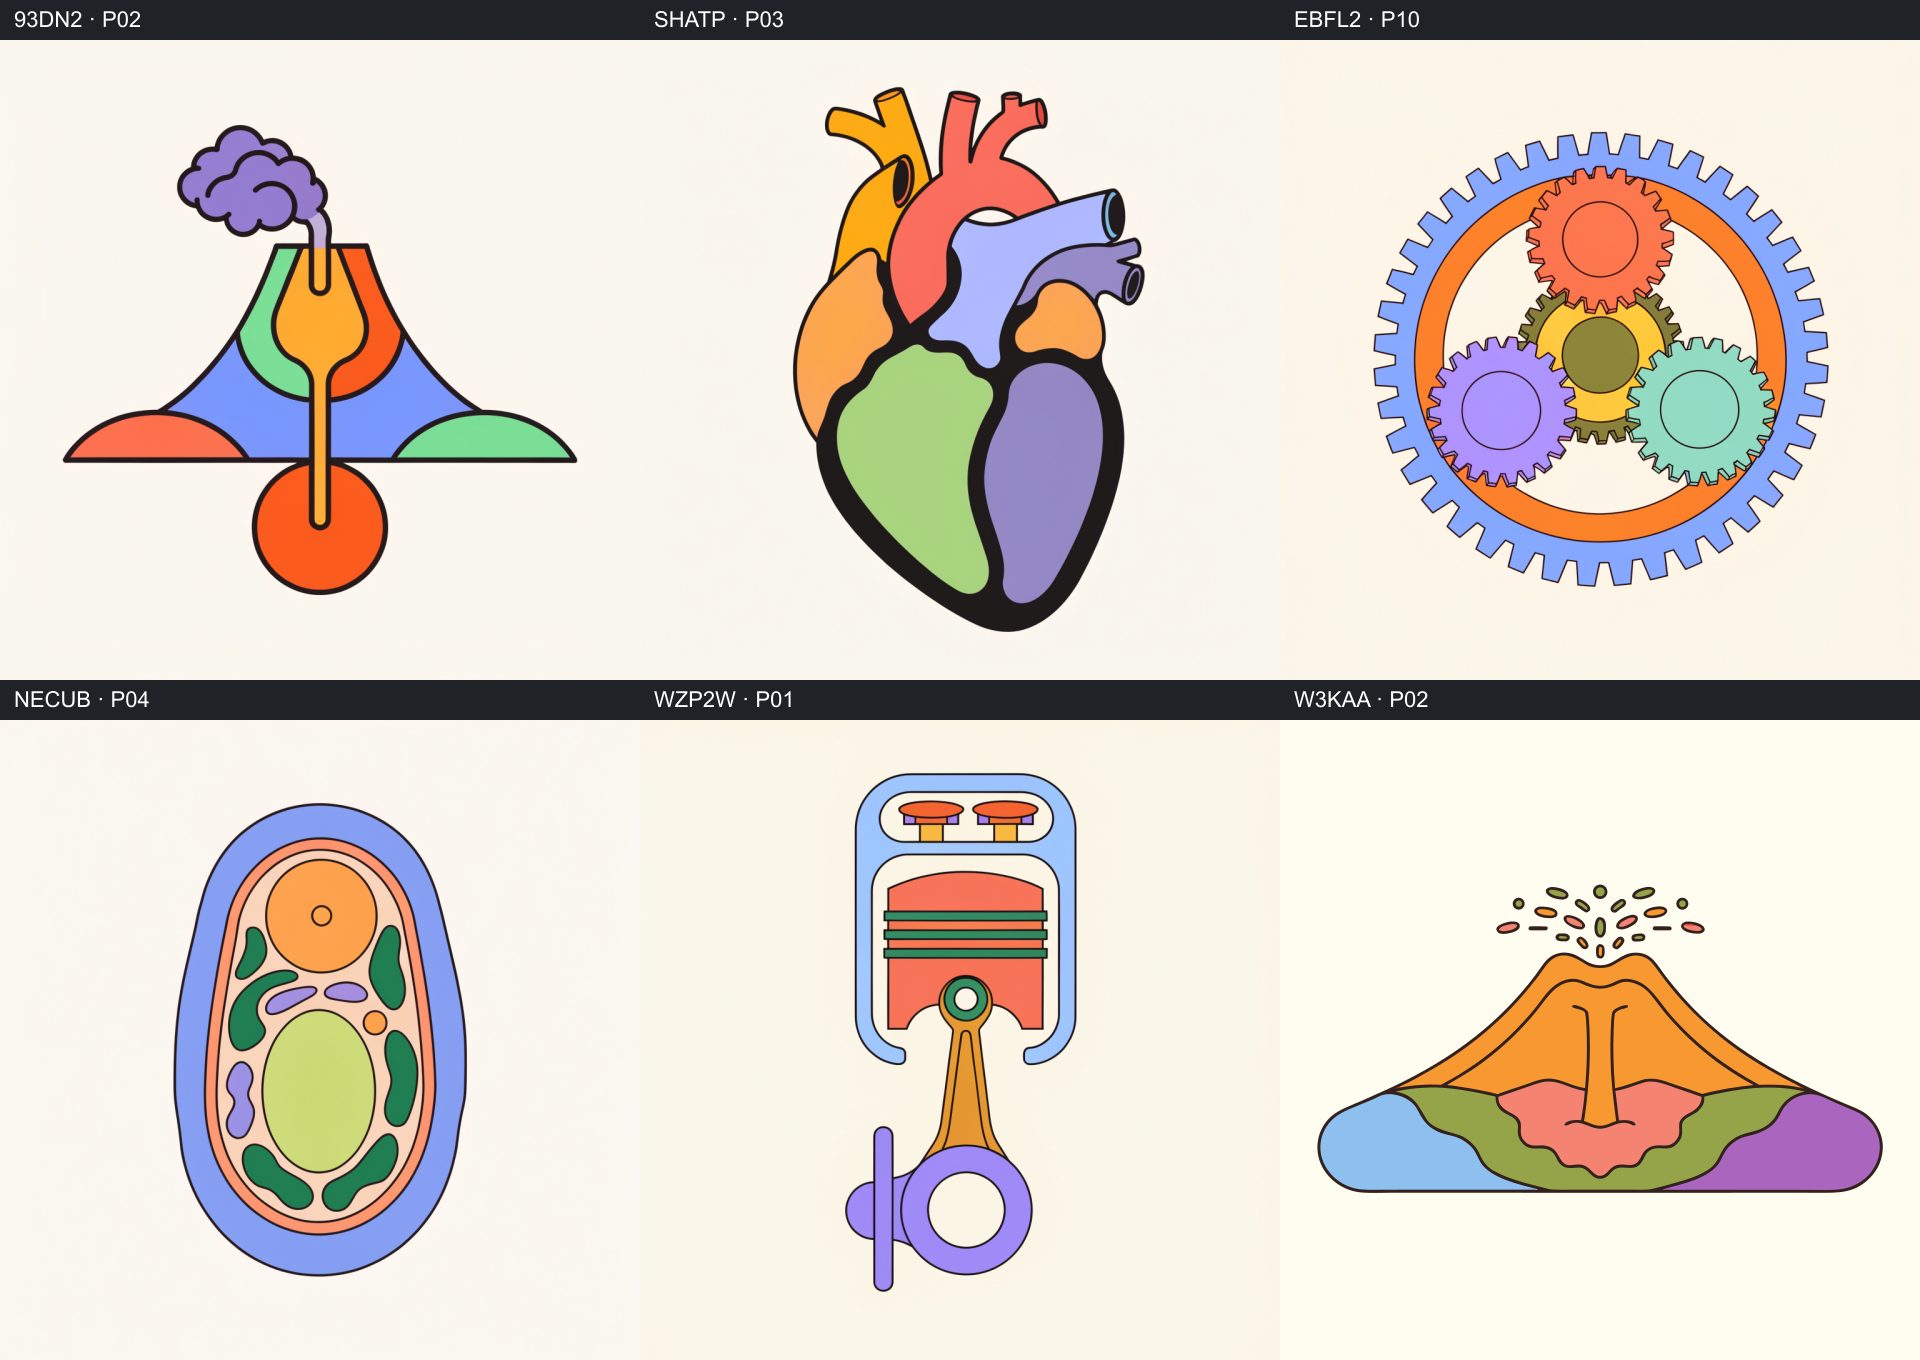 93DN2 · P02
SHATP · P03
EBFL2 · P10
NECUB · P04
WZP2W · P01
W3KAA · P02